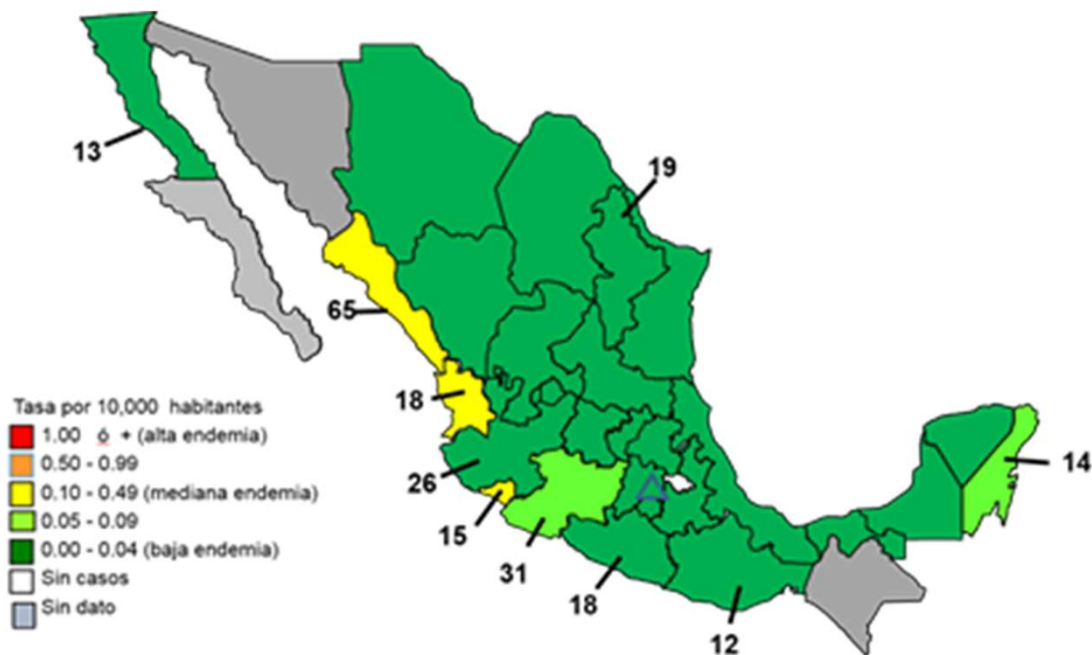 13
19
65
18
26
15
31
18
12
14
Tasa por 10,000 habitantes
1.00 ó + (alta endemia)
0.50 - 0.99
0.10 - 0.49 (mediana endemia)
0.05 - 0.09
0.00 - 0.04 (baja endemia)
Sin casos
Sin dato